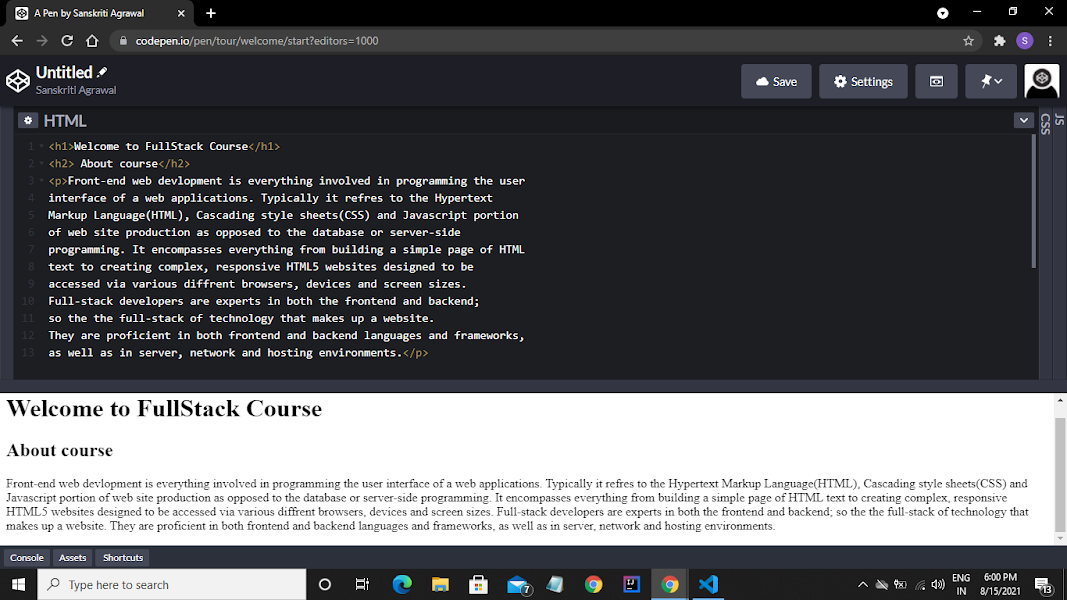 A Pen by Sanskriti Agrawal
codepen.io/pen/tour/welcome/start?editors=1000
S
Untitled
Sanskriti Agrawal
Save
Settings
HTML
CSS
JS
1 <h1>Welcome to FullStack Course</h1>
2 <h2> About course</h2>
3 <p>Front-end web devlopment is everything involved in programming the user
4 interface of a web applications. Typically it refres to the Hypertext
5 Markup Language(HTML), Cascading style sheets(CSS) and Javascript portion
6 of web site production as opposed to the database or server-side
7 programming. It encompasses everything from building a simple page of HTML
8 text to creating complex, responsive HTML5 websites designed to be
9 accessed via various diffrent browsers, devices and screen sizes.
10 Full-stack developers are experts in both the frontend and backend;
11 so the the full-stack of technology that makes up a website.
12 They are proficient in both frontend and backend languages and frameworks,
13 as well as in server, network and hosting environments.</p>
Welcome to FullStack Course
About course
Front-end web devlopment is everything involved in programming the user interface of a web applications. Typically it refres to the Hypertext Markup Language(HTML), Cascading style sheets(CSS) and
Javascript portion of web site production as opposed to the database or server-side programming. It encompasses everything from building a simple page of HTML text to creating complex, responsive
HTML5 websites designed to be accessed via various diffrent browsers, devices and screen sizes. Full-stack developers are experts in both the frontend and backend; so the the full-stack of technology that
makes up a website. They are proficient in both frontend and backend languages and frameworks, as well as in server, network and hosting environments.
Console Assets Shortcuts
Type here to search
7
IJ
ENG
IN
6:00 PM
8/15/2021
13